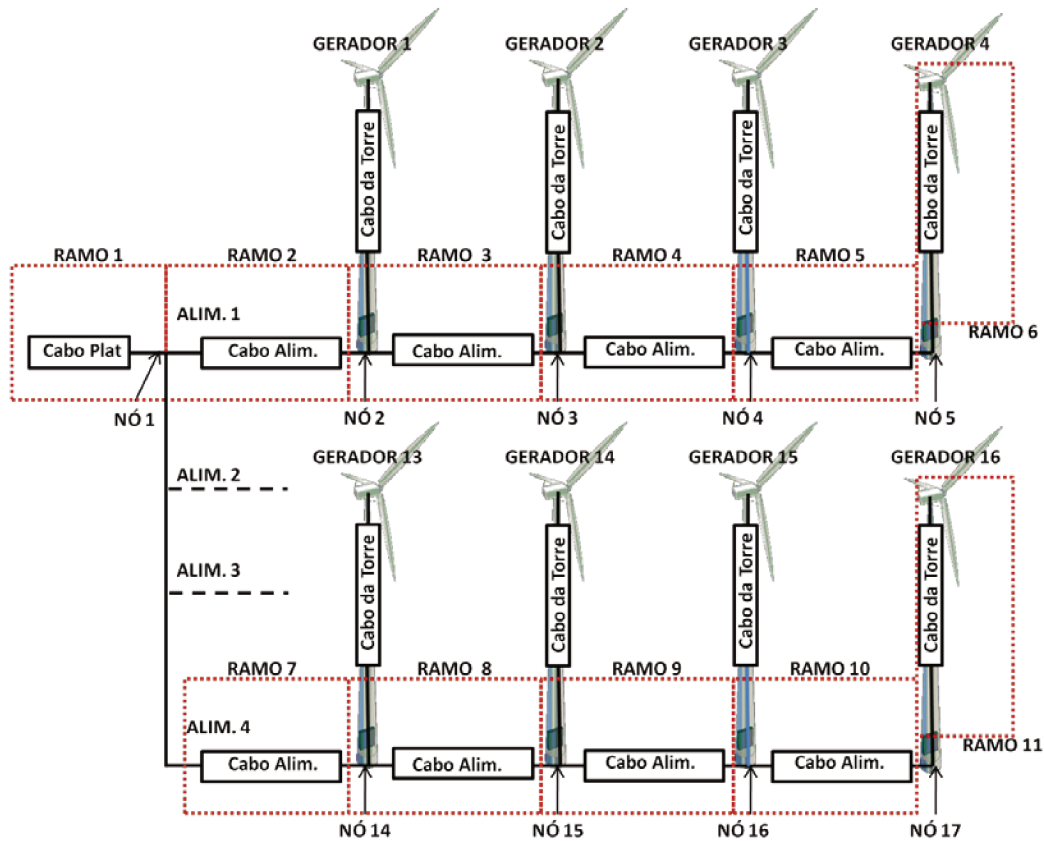 GERADOR 1
GERADOR 2
GERADOR 3
GERADOR 4
Cabo da Torre
Cabo da Torre
Cabo da Torre
Cabo da Torre
RAMO 1
RAMO 2
RAMO 3
RAMO 4
RAMO 5
RAMO 6
ALIM. 1
Cabo Plat
Cabo Alim.
Cabo Alim.
Cabo Alim.
Cabo Alim.
NÓ 1
NÓ 2
NÓ 3
NÓ 4
NÓ 5
ALIM. 2
ALIM. 3
GERADOR 13
GERADOR 14
GERADOR 15
GERADOR 16
Cabo da Torre
Cabo da Torre
Cabo da Torre
Cabo da Torre
RAMO 7
RAMO 8
RAMO 9
RAMO 10
RAMO 11
ALIM. 4
Cabo Alim.
Cabo Alim.
Cabo Alim.
Cabo Alim.
NÓ 14
NÓ 15
NÓ 16
NÓ 17